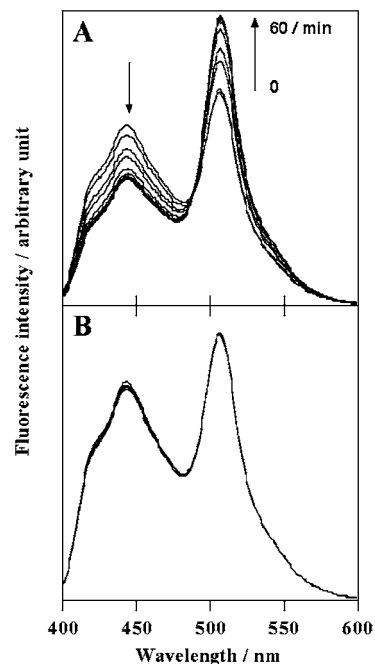 A
60 / min
0
B
Fluorescence intensity / arbitrary unit
400 450 500 550 600
Wavelength / nm